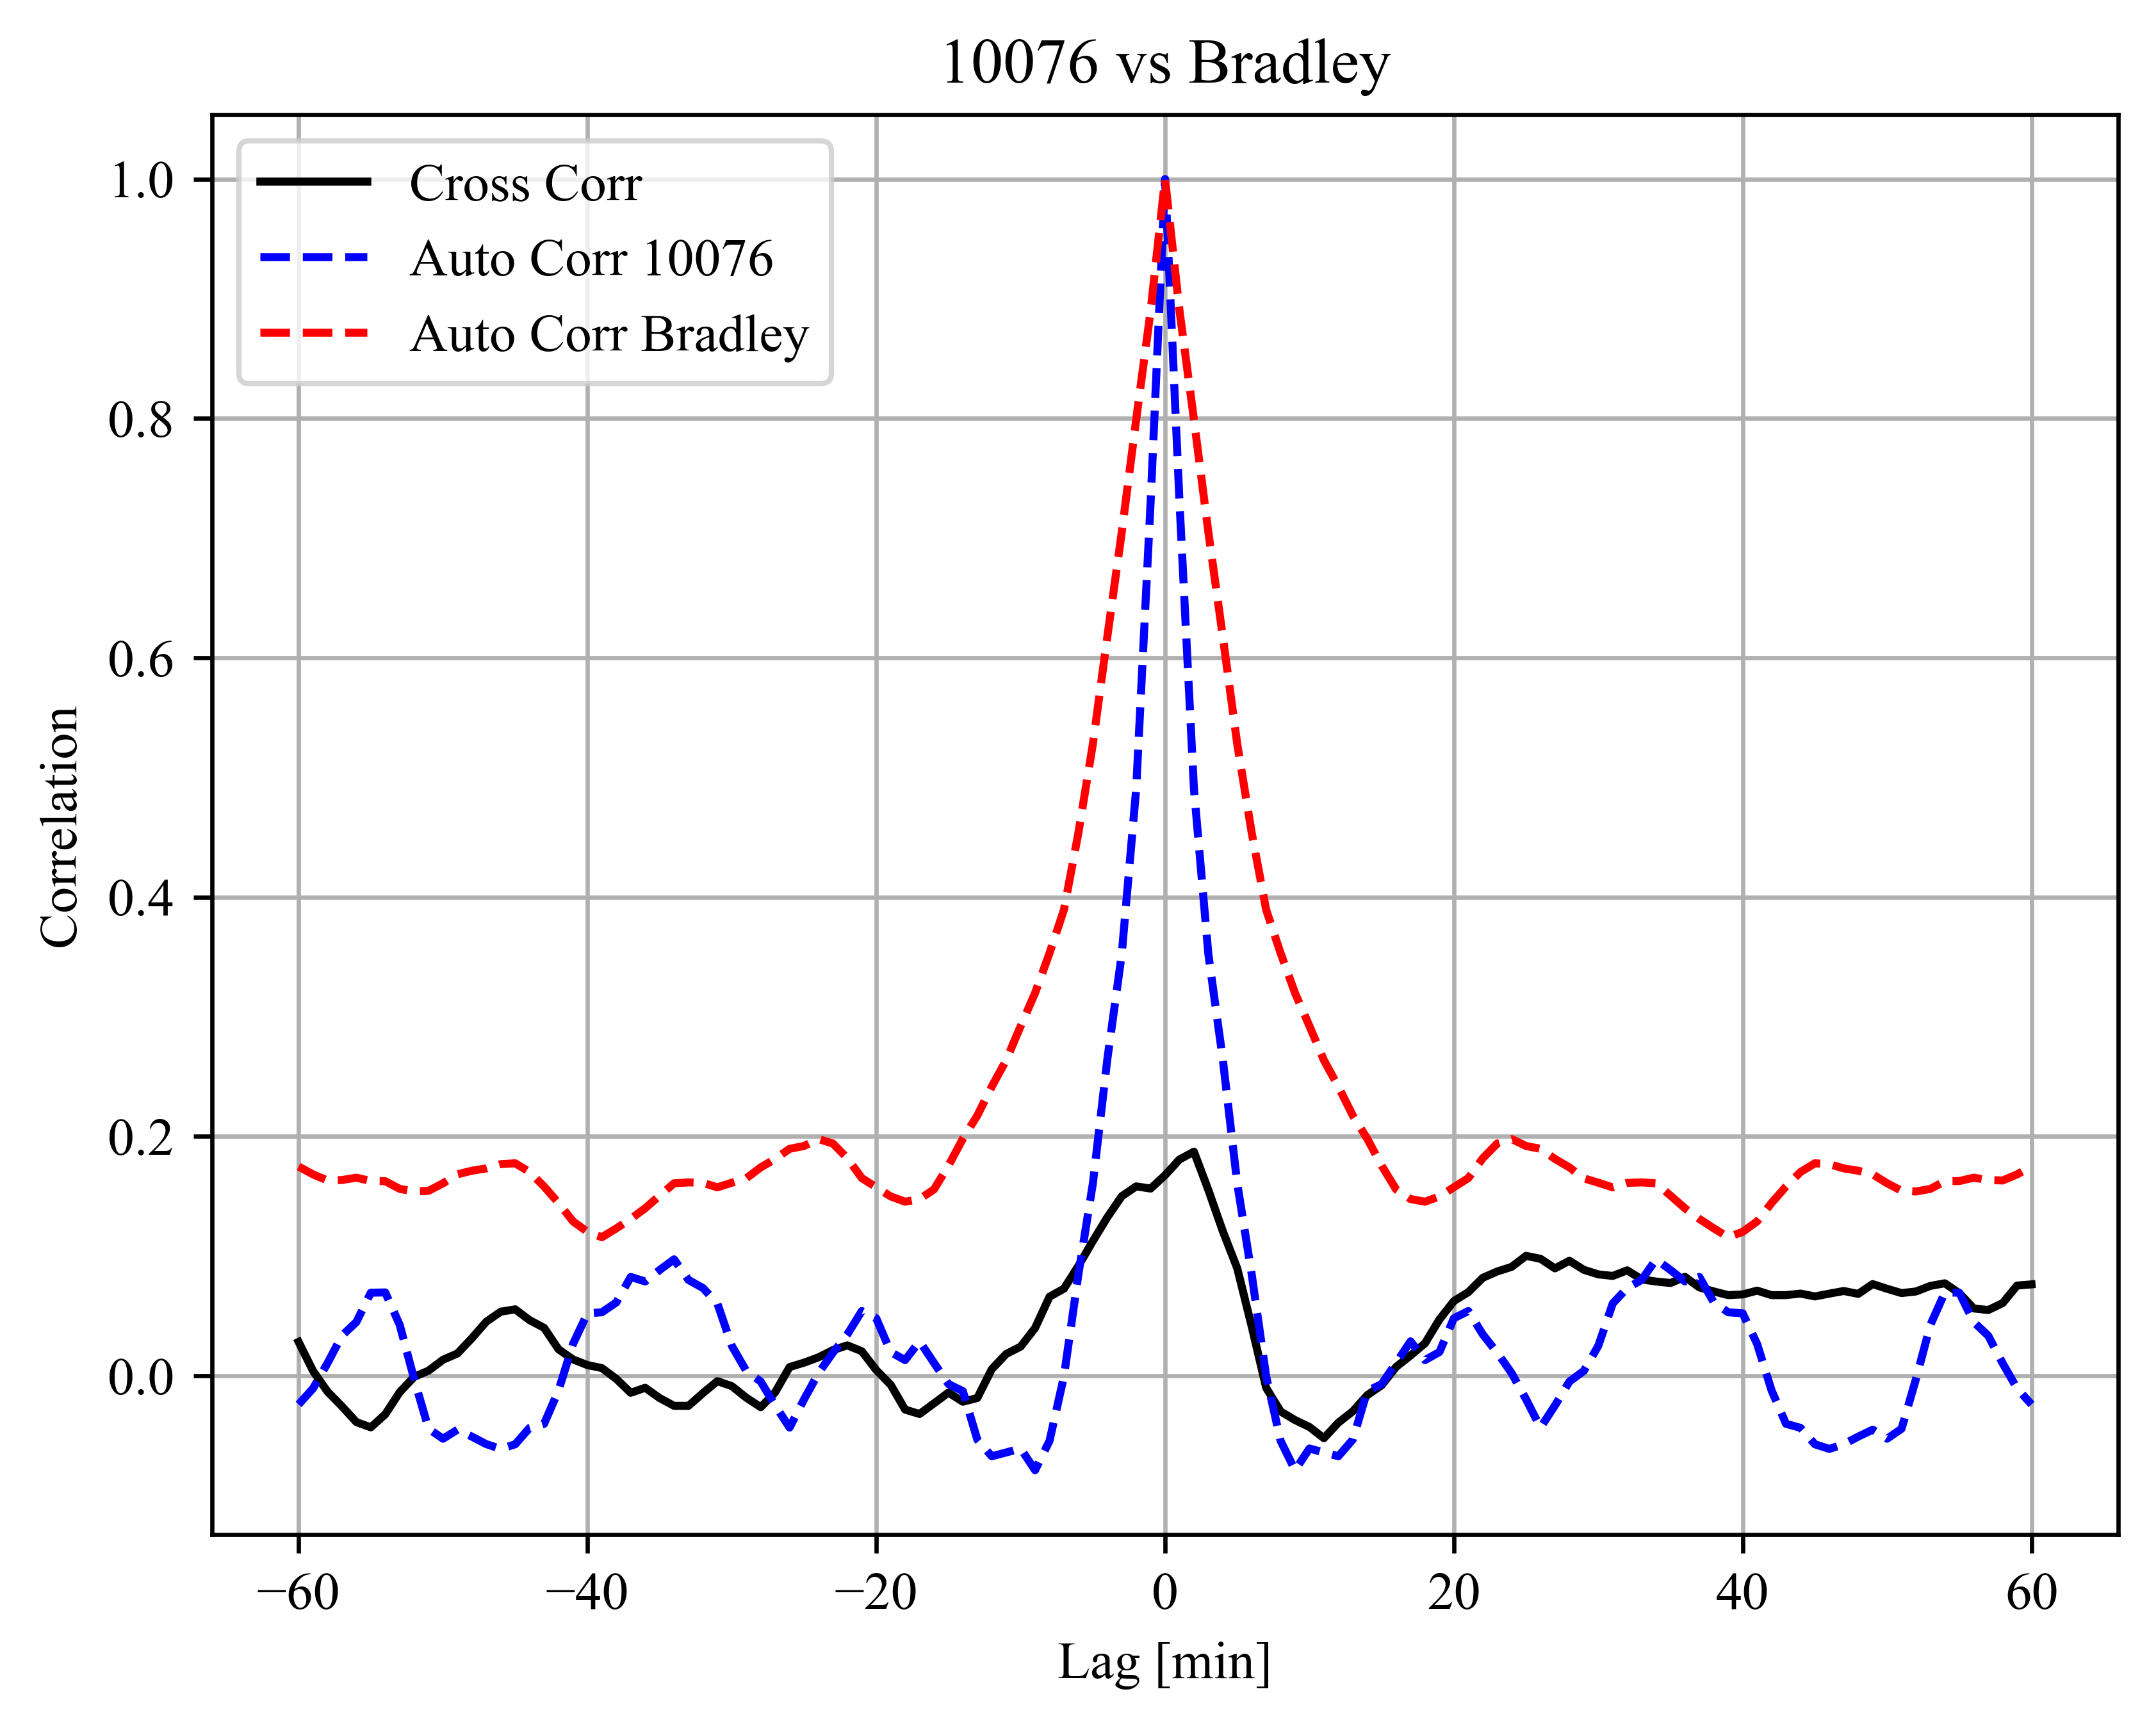 10076 vs Bradley
Cross Corr
Auto Corr 10076
Auto Corr Bradley
1.0
0.8
0.6
0.4
0.2
0.0
Correlation
−60 −40 −20 0 20 40 60
Lag [min]